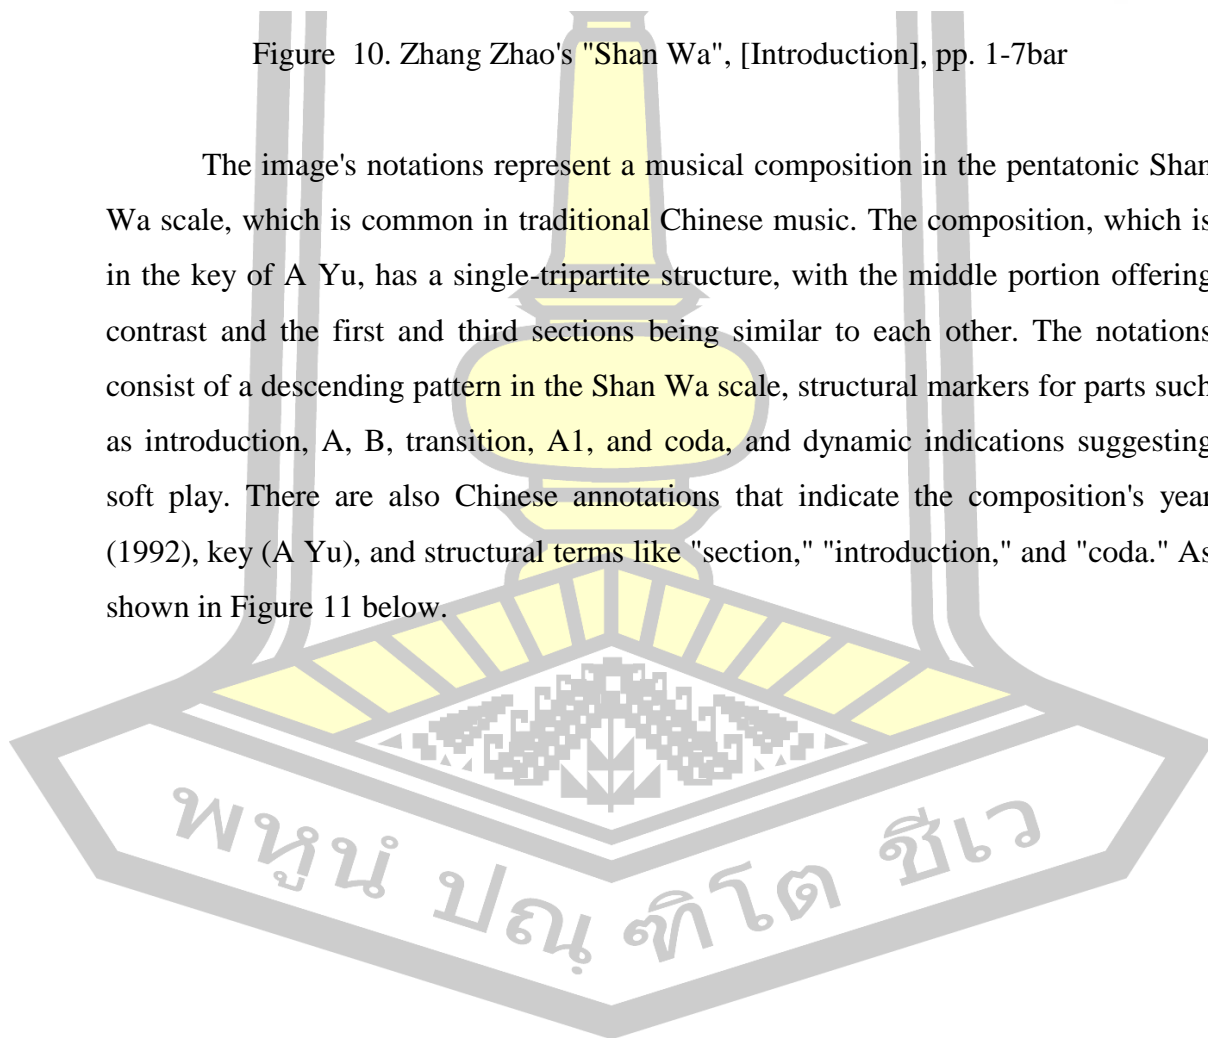 Figure 10. Zhang Zhao's "Shan Wa", [Introduction], pp. 1-7bar
The image's notations represent a musical composition in the pentatonic Shan
Wa scale, which is common in traditional Chinese music. The composition, which is
in the key of A Yu, has a single-tripartite structure, with the middle portion offering
contrast and the first and third sections being similar to each other. The notations
consist of a descending pattern in the Shan Wa scale, structural markers for parts such
as introduction, A, B, transition, A1, and coda, and dynamic indications suggesting
soft play. There are also Chinese annotations that indicate the composition's year
(1992), key (A Yu), and structural terms like "section," "introduction," and "coda." As
shown in Figure 11 below.
พหูนํ ปณฺฑิโต ชีเว